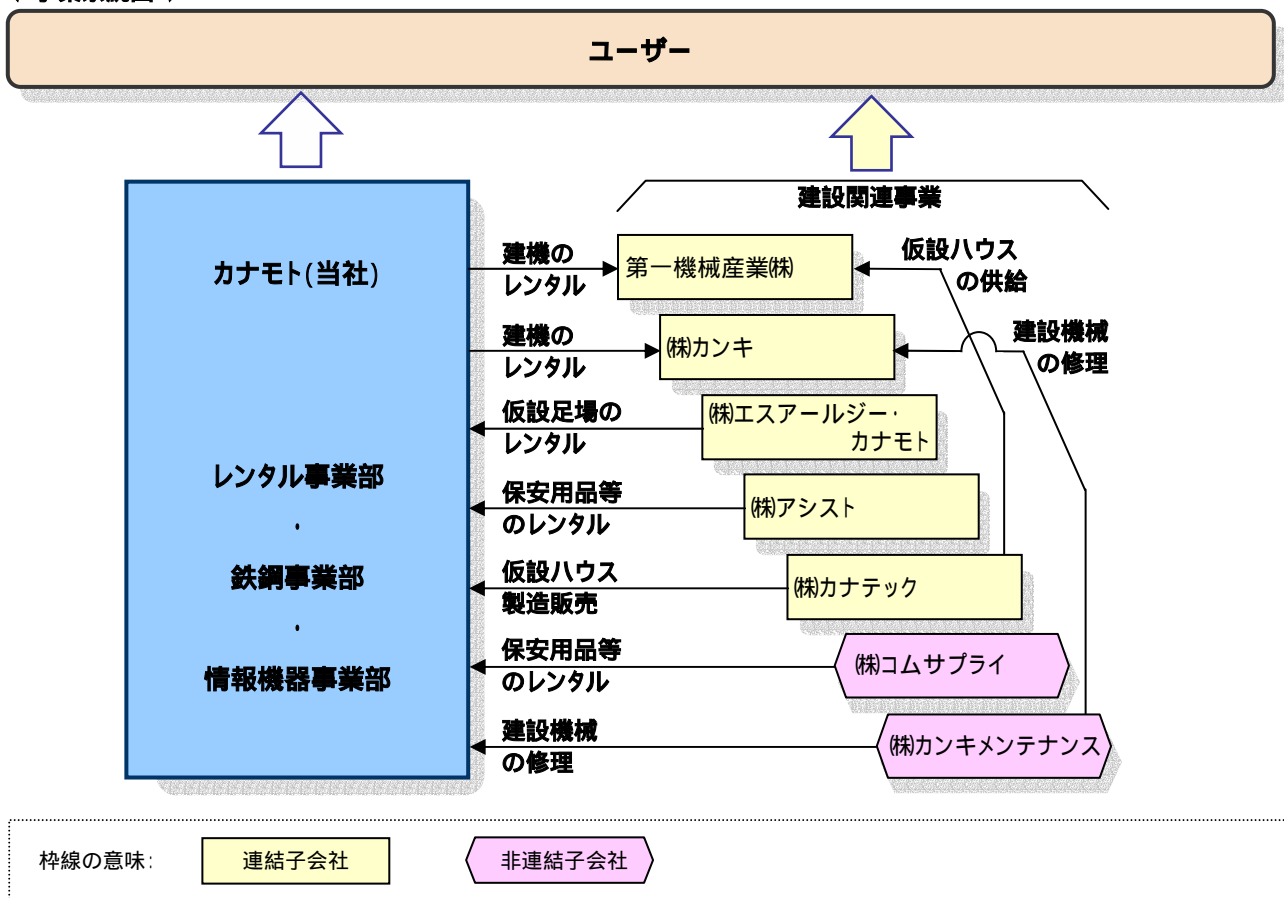 ユーザー
建設関連事業
カナモト(当社)
レンタル事業部
・
鉄鋼事業部
・
情報機器事業部
建機の
レンタル
第一機械産業㈱
仮設ハウス
の供給
建機の
レンタル
㈱カンキ
建設機械
の修理
仮設足場の
レンタル
㈱エスアールジー・
カナモト
保安用品等
のレンタル
㈱アシスト
仮設ハウス
製造販売
㈱カナテック
保安用品等
のレンタル
㈱コムサプライ
建設機械
の修理
㈱カンキメンテナンス
枠線の意味:
連結子会社
非連結子会社